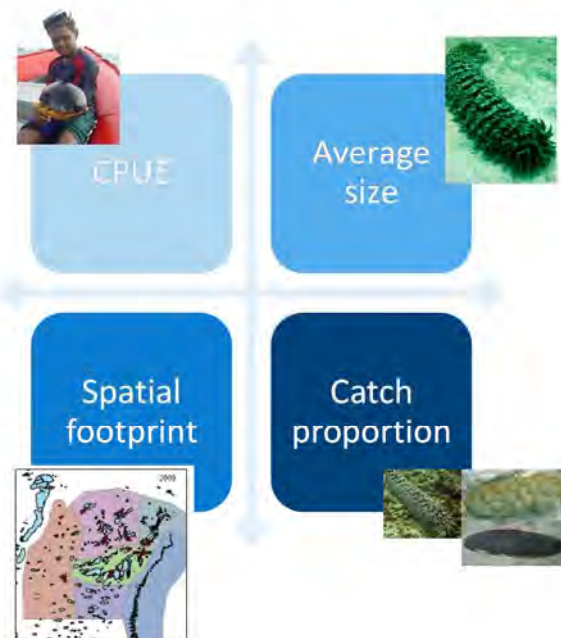 CPUE
Average
size
Spatial
footprint
Catch
proportion